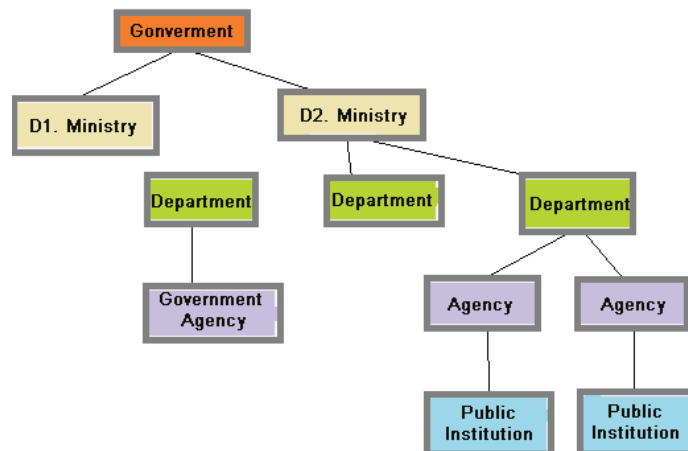 Gonverment
D1. Ministry
D2. Ministry
Department
Department
Department
Government
Agency
Agency
Agency
Public
Institution
Public
Institution